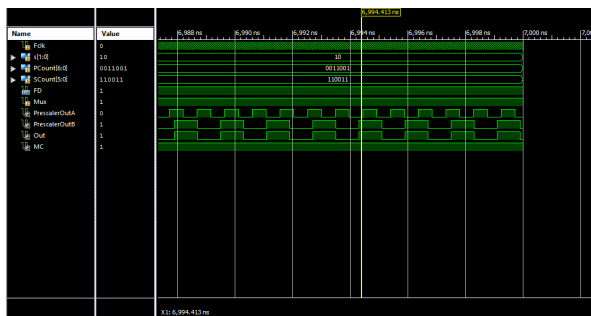 6,994.413 ns
Name Value
6,988 ns 6,990 ns 6,992 ns 6,994 ns 6,996 ns 6,998 ns 7,000 ns
Fclk 0
s[1:0] 10 10
PCount[6:0] 0011001 0011001
SCount[5:0] 110011 110011
FD 1
Mux 1
PrescalerOutA 0
PrescalerOutB 1
Out 1
MC 1
X1: 6,994.413 ns